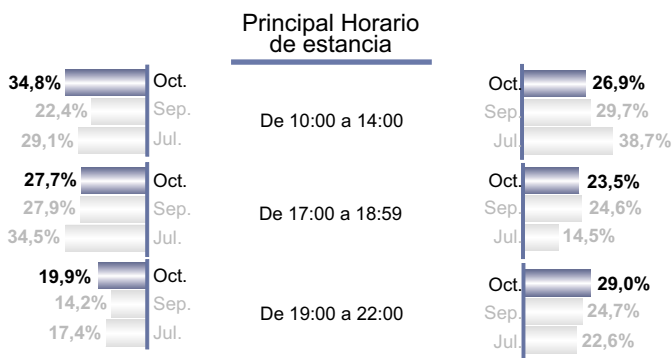 Principal Horario
de estancia
34,8% Oct. Oct. 26,9%
22,4% Sep. De 10:00 a 14:00 Sep. 29,7%
29,1% Jul. Jul. 38,7%
27,7% Oct. Oct. 23,5%
27,9% Sep. De 17:00 a 18:59 Sep. 24,6%
34,5% Jul. Jul. 14,5%
19,9% Oct. Oct. 29,0%
14,2% Sep. De 19:00 a 22:00 Sep. 24,7%
17,4% Jul. Jul. 22,6%